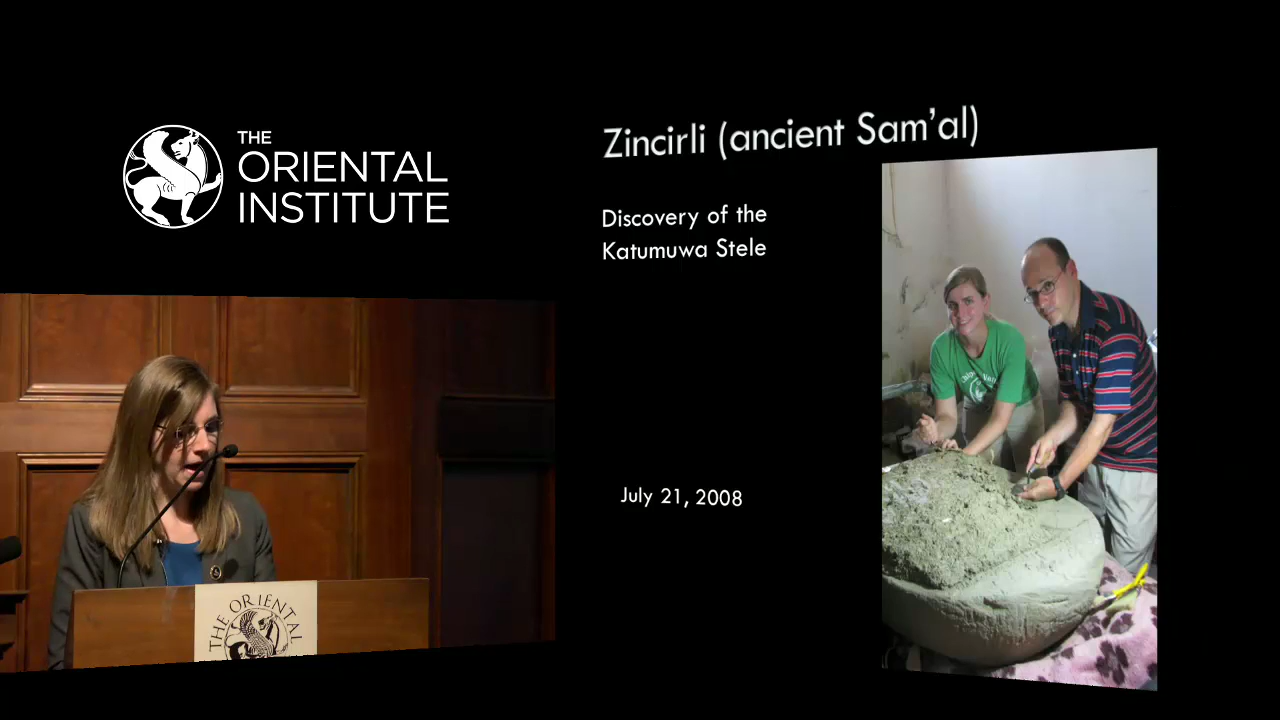 THE
ORIENTAL
INSTITUTE
Zincirli (ancient Sam'al)
Discovery of the
Katumuwa Stele
July 21, 2008
THE ORIENTAL